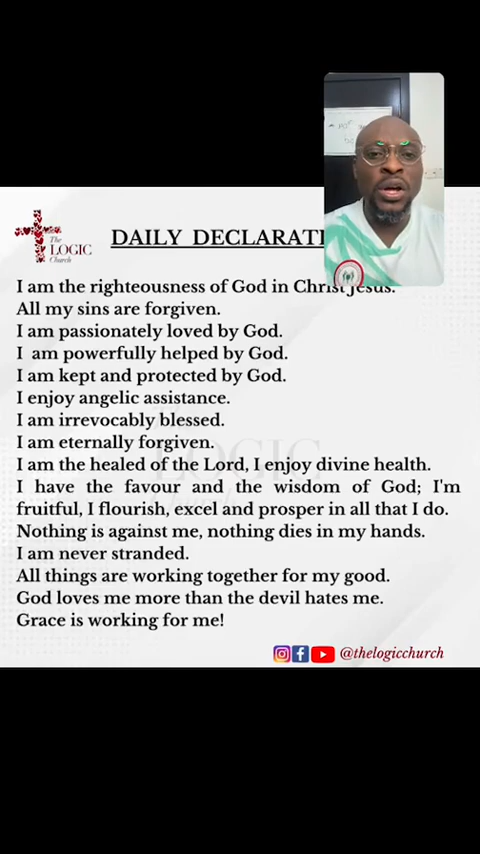 The
LOGIC
Church
DAILY DECLARATI
I am the righteousness of God in Christ Jesus.
All my sins are forgiven.
I am passionately loved by God.
I am powerfully helped by God.
I am kept and protected by God.
I enjoy angelic assistance.
I am irrevocably blessed.
I am eternally forgiven.
I am the healed of the Lord, I enjoy divine health.
I have the favour and the wisdom of God; I'm
fruitful, I flourish, excel and prosper in all that I do.
Nothing is against me, nothing dies in my hands.
I am never stranded.
All things are working together for my good.
God loves me more than the devil hates me.
Grace is working for me!
@thelogicchurch